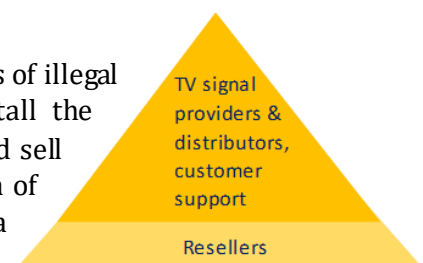 s of illegal
tall the
d sell
n of
a
TV signal
providers &
distributors,
customer
support
Resellers